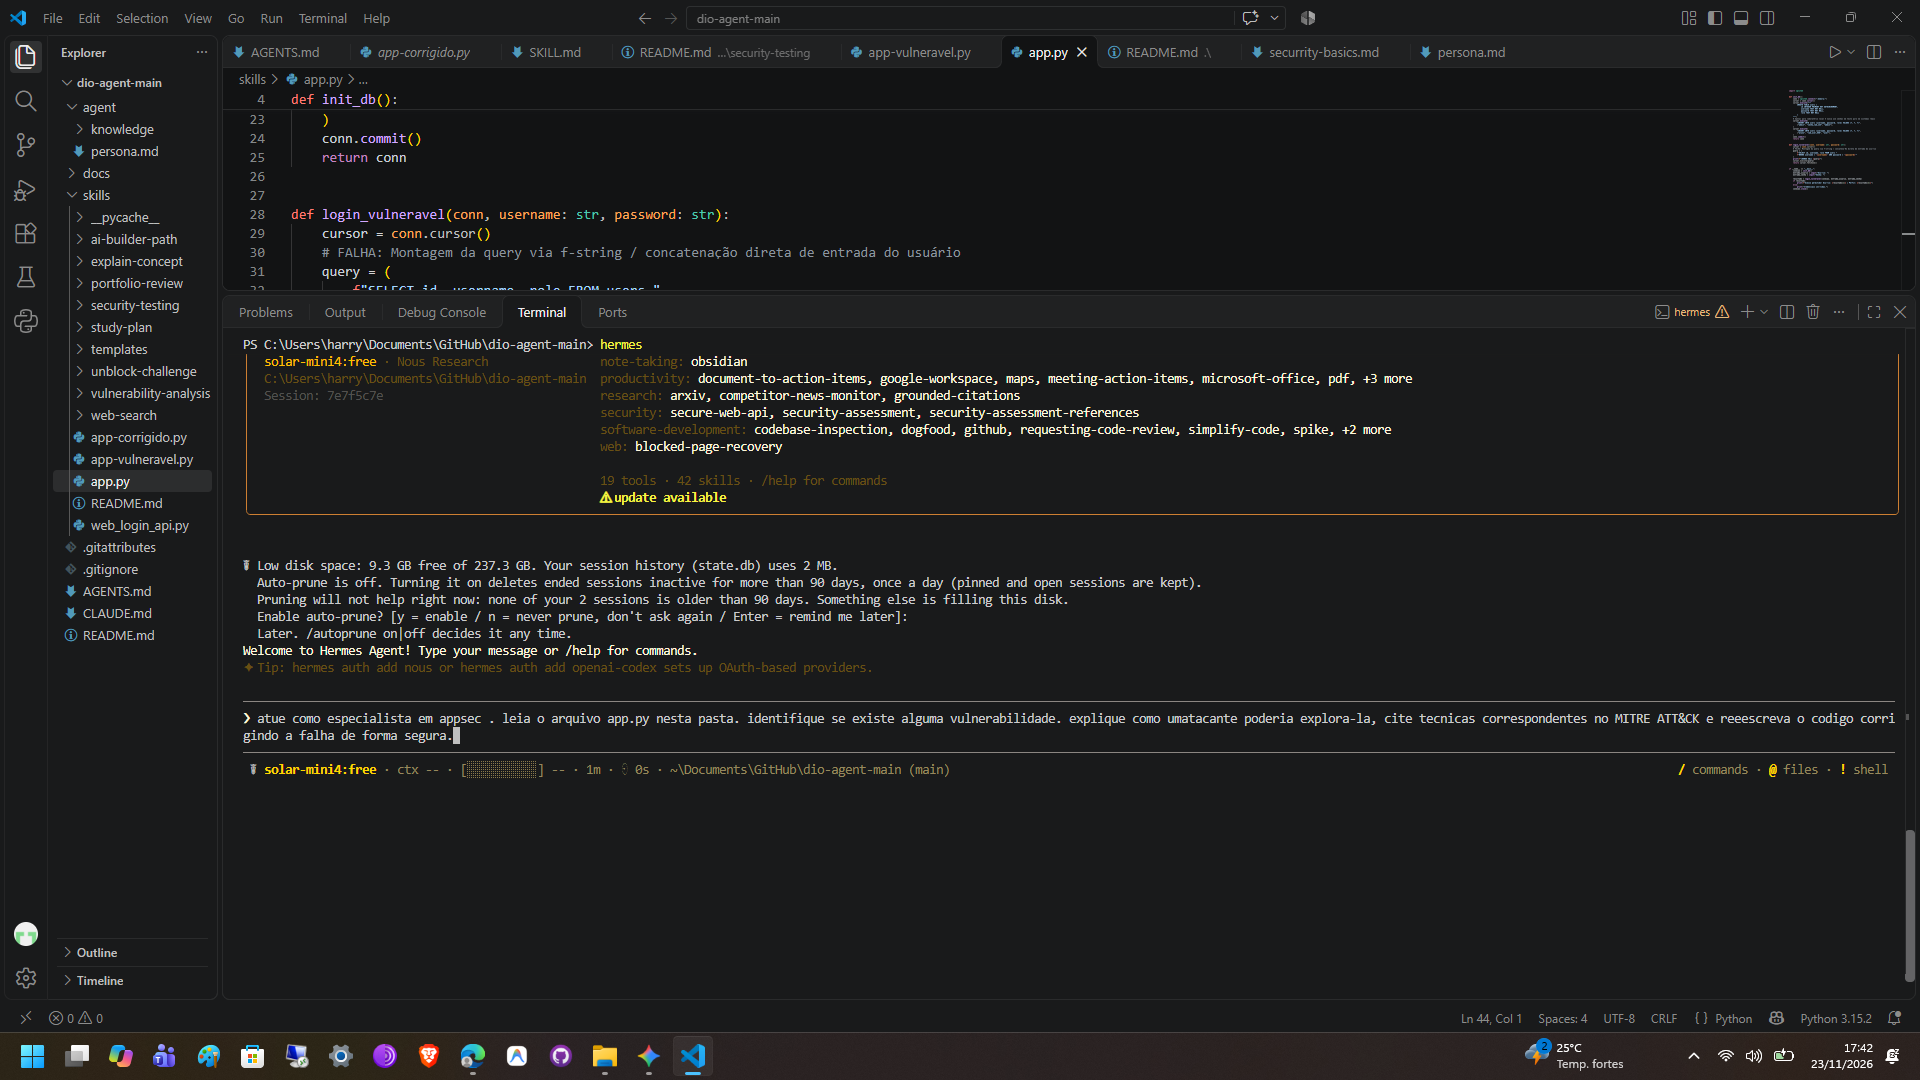 File Edit Selection View Go Run Terminal Help
dio-agent-main
Explorer
AGENTS.md app-corrigido.py SKILL.md README.md ...\security-testing app-vulneravel.py app.py README.md .\ securrity-basics.md persona.md
dio-agent-main
agent
knowledge
persona.md
docs
skills
__pycache__
ai-builder-path
explain-concept
portfolio-review
security-testing
study-plan
templates
unblock-challenge
vulnerability-analysis
web-search
app-corrigido.py
app-vulneravel.py
app.py
README.md
web_login_api.py
.gitattributes
.gitignore
AGENTS.md
CLAUDE.md
README.md
Outline
Timeline
skills > app.py > ...
4 def init_db():
23 )
24 conn.commit()
25 return conn
26
27
28 def login_vulneravel(conn, username: str, password: str):
29 cursor = conn.cursor()
30 # FALHA: Montagem da query via f-string / concatenação direta de entrada do usuário
31 query = (
32 f"SELECT id, username, role FROM users "
Problems Output Debug Console Terminal Ports
hermes
PS C:\Users\harry\Documents\GitHub\dio-agent-main> hermes
solar-mini4:free · Nous Research note-taking: obsidian
C:\Users\harry\Documents\GitHub\dio-agent-main productivity: document-to-action-items, google-workspace, maps, meeting-action-items, microsoft-office, pdf, +3 more
Session: 7e7f5c7e research: arxiv, competitor-news-monitor, grounded-citations
security: secure-web-api, security-assessment, security-assessment-references
software-development: codebase-inspection, dogfood, github, requesting-code-review, simplify-code, spike, +2 more
web: blocked-page-recovery
19 tools · 42 skills · /help for commands
⚠update available
Low disk space: 9.3 GB free of 237.3 GB. Your session history (state.db) uses 2 MB.
Auto-prune is off. Turning it on deletes ended sessions inactive for more than 90 days, once a day (pinned and open sessions are kept).
Pruning will not help right now: none of your 2 sessions is older than 90 days. Something else is filling this disk.
Enable auto-prune? [y = enable / n = never prune, don't ask again / Enter = remind me later]:
Later. /autoprune on|off decides it any time.
Welcome to Hermes Agent! Type your message or /help for commands.
✦ Tip: hermes auth add nous or hermes auth add openai-codex sets up OAuth-based providers.
❯ atue como especialista em appsec . leia o arquivo app.py nesta pasta. identifique se existe alguma vulnerabilidade. explique como umatacante poderia explora-la, cite tecnicas correspondentes no MITRE ATT&CK e reeescreva o codigo corri
gindo a falha de forma segura.
solar-mini4:free · ctx -- · [ ] -- · 1m · 0s · ~\Documents\GitHub\dio-agent-main (main) / commands · @ files · ! shell
0 0
Ln 44, Col 1 Spaces: 4 UTF-8 CRLF { } Python Python 3.15.2
2
25°C
Temp. fortes
17:42
23/11/2026